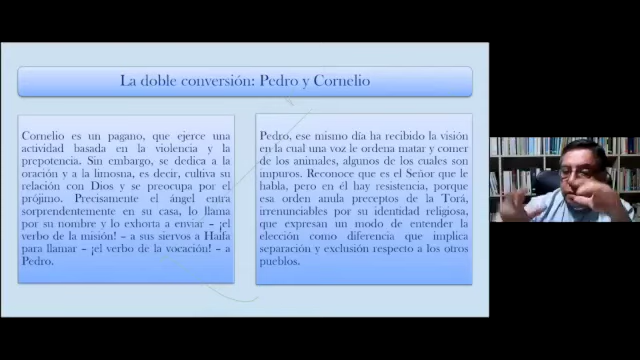 La doble conversión: Pedro y Cornelio
Cornelio es un pagano, que ejerce una
actividad basada en la violencia y la
prepotencia. Sin embargo, se dedica a la
oración y a la limosna, es decir, cultiva su
relación con Dios y se preocupa por el
prójimo. Precisamente el ángel entra
sorprendentemente en su casa, lo llama
por su nombre y lo exhorta a enviar – ¡el
verbo de la misión! – a sus siervos a Haifa
para llamar – ¡el verbo de la vocación! – a
Pedro.
Pedro, ese mismo día ha recibido la visión
en la cual una voz le ordena matar y comer
de los animales, algunos de los cuales son
impuros. Reconoce que es el Señor que le
habla, pero en él hay resistencia, porque
esa orden anula preceptos de la Torá,
irrenunciables por su identidad religiosa,
que expresan un modo de entender la
elección como diferencia que implica
separación y exclusión respecto a los otros
pueblos.